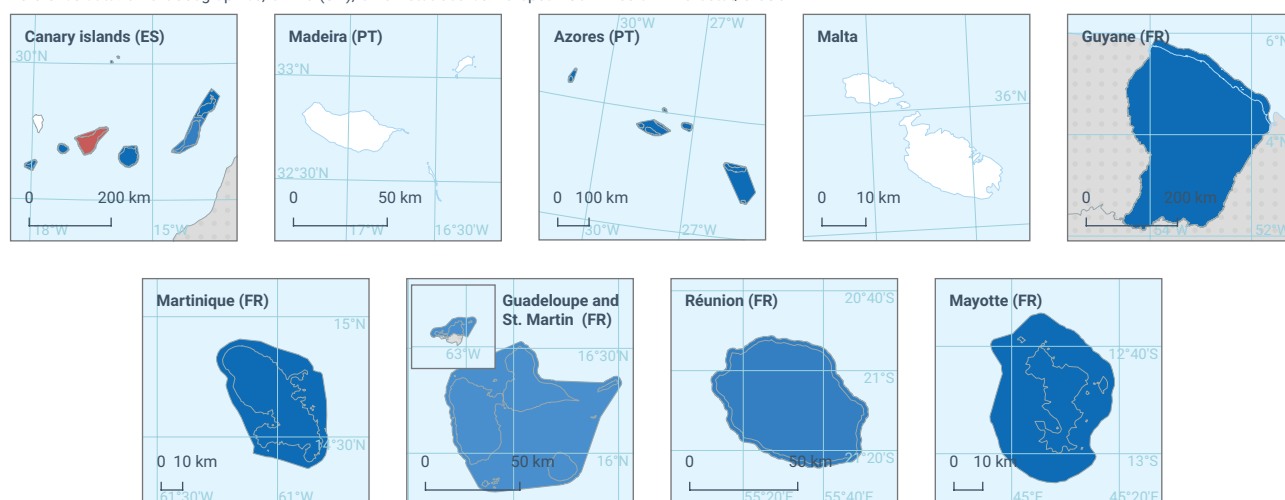 Canary islands (ES)
30°N
0 200 km
18°W 15°W
Madeira (PT)
33°N
32°30'N
0 50 km
17°W 16°30'W
Azores (PT)
30°W 27°W
0 100 km
30°W 27°W
Malta
36°N
0 10 km
Guyane (FR)
6°N
4°N
0 200 km
54°W 52°W
Martinique (FR)
15°N
14°30'N
0 10 km
61°30'W 61°W
Guadeloupe and
St. Martin (FR)
63°W
16°30'N
16°N
0 50 km
Réunion (FR)
20°40'S
21°S
21°20'S
0 50 km
55°20'E 55°40'E
Mayotte (FR)
12°40'S
13°S
0 10 km
45°E 45°20'E